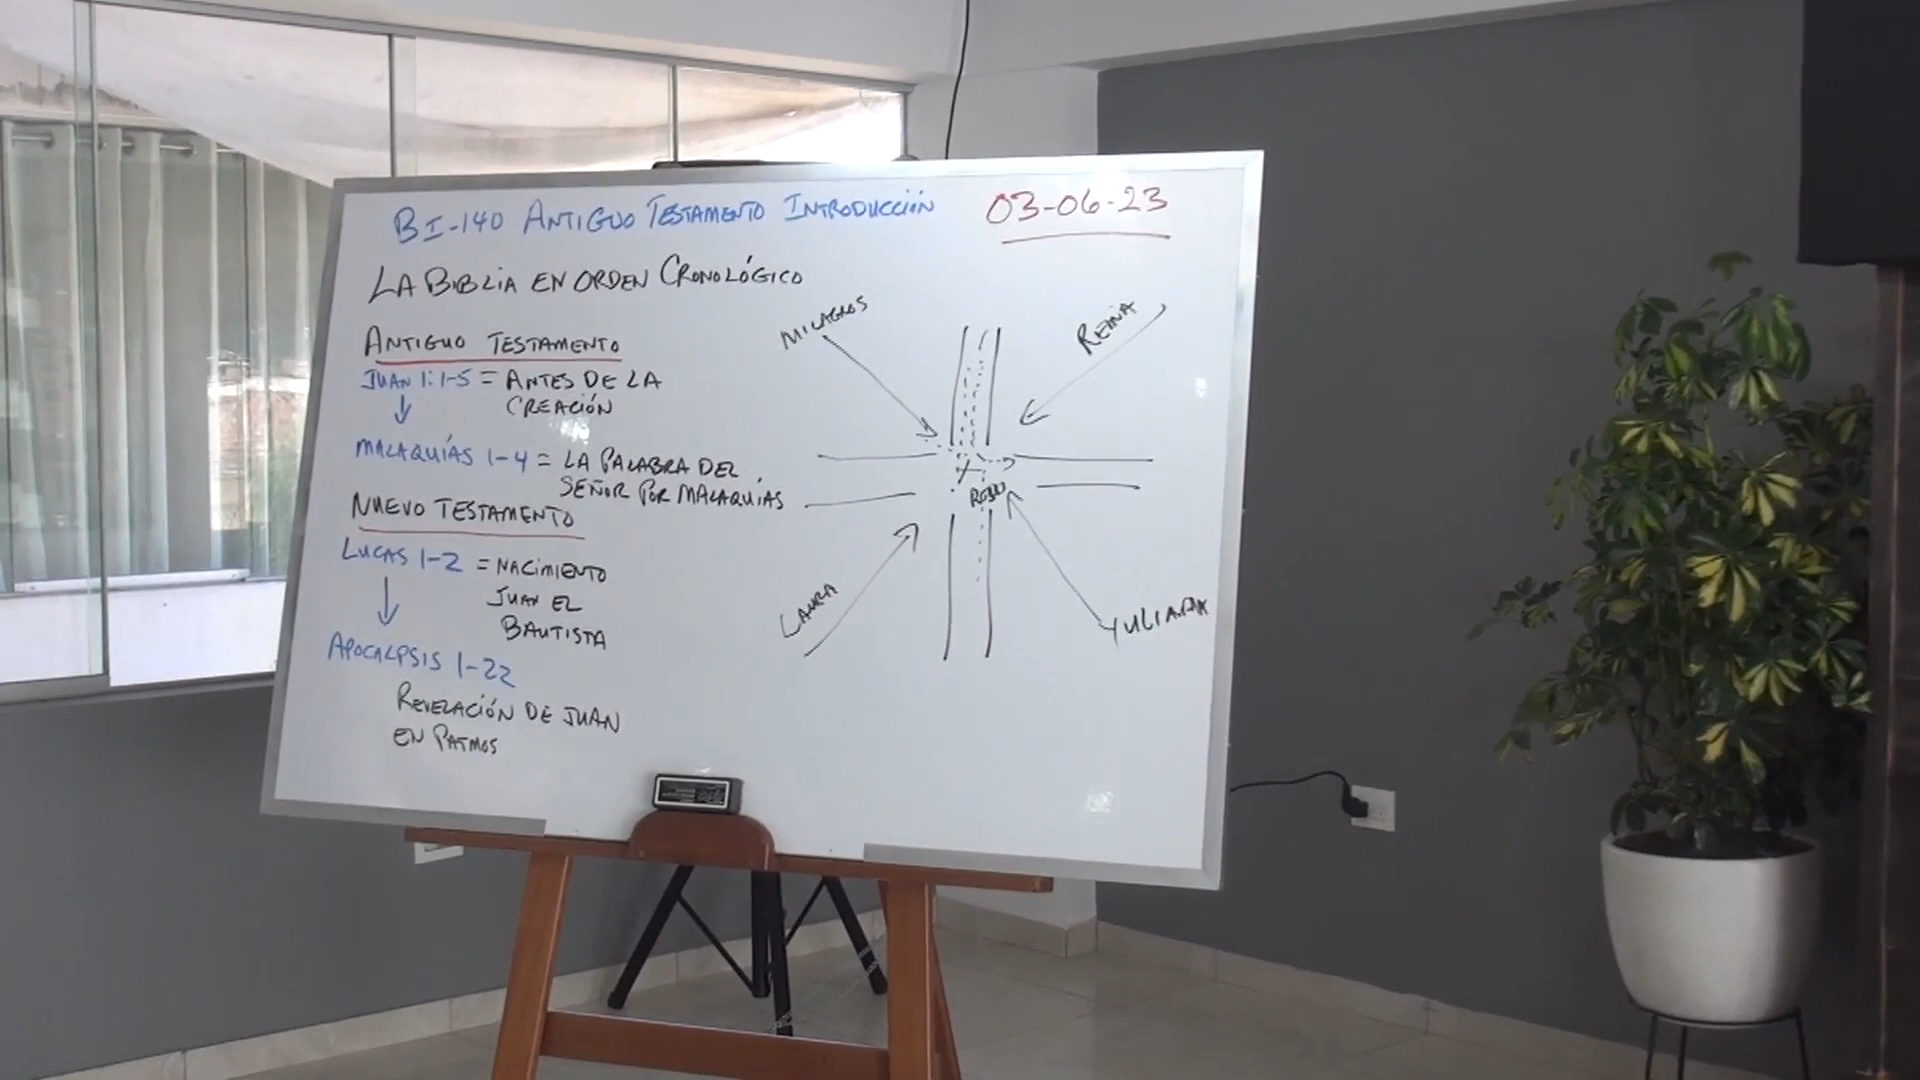 BI-140 ANTIGUO TESTAMENTO INTRODUCCIÓN 03-06-23
LA BIBLIA EN ORDEN CRONOLÓGICO
ANTIGUO TESTAMENTO
JUAN 1:1-5 = ANTES DE LA
CREACIÓN
MALAQUÍAS 1-4 = LA PALABRA DEL
SEÑOR POR MALAQUÍAS
NUEVO TESTAMENTO
LUCAS 1-2 = NACIMIENTO
JUAN EL
BAUTISTA
APOCALPSIS 1-22
REVELACIÓN DE JUAN
EN PATMOS
MILAGROS
REINA
LAURA